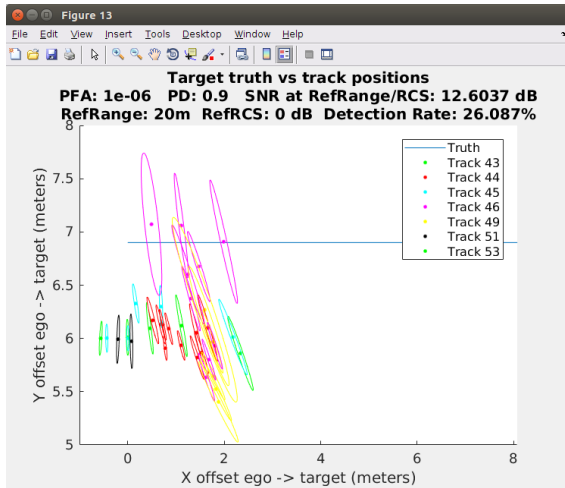 Figure 13
File Edit View Insert Tools Desktop Window Help
Target truth vs track positions
PFA: 1e-06 PD: 0.9 SNR at RefRange/RCS: 12.6037 dB
RefRange: 20m RefRCS: 0 dB Detection Rate: 26.087%
8
7.5
7
6.5
6
5.5
5
Y offset ego -> target (meters)
Truth
Track 43
Track 44
Track 45
Track 46
Track 49
Track 51
Track 53
0 2 4 6 8
X offset ego -> target (meters)